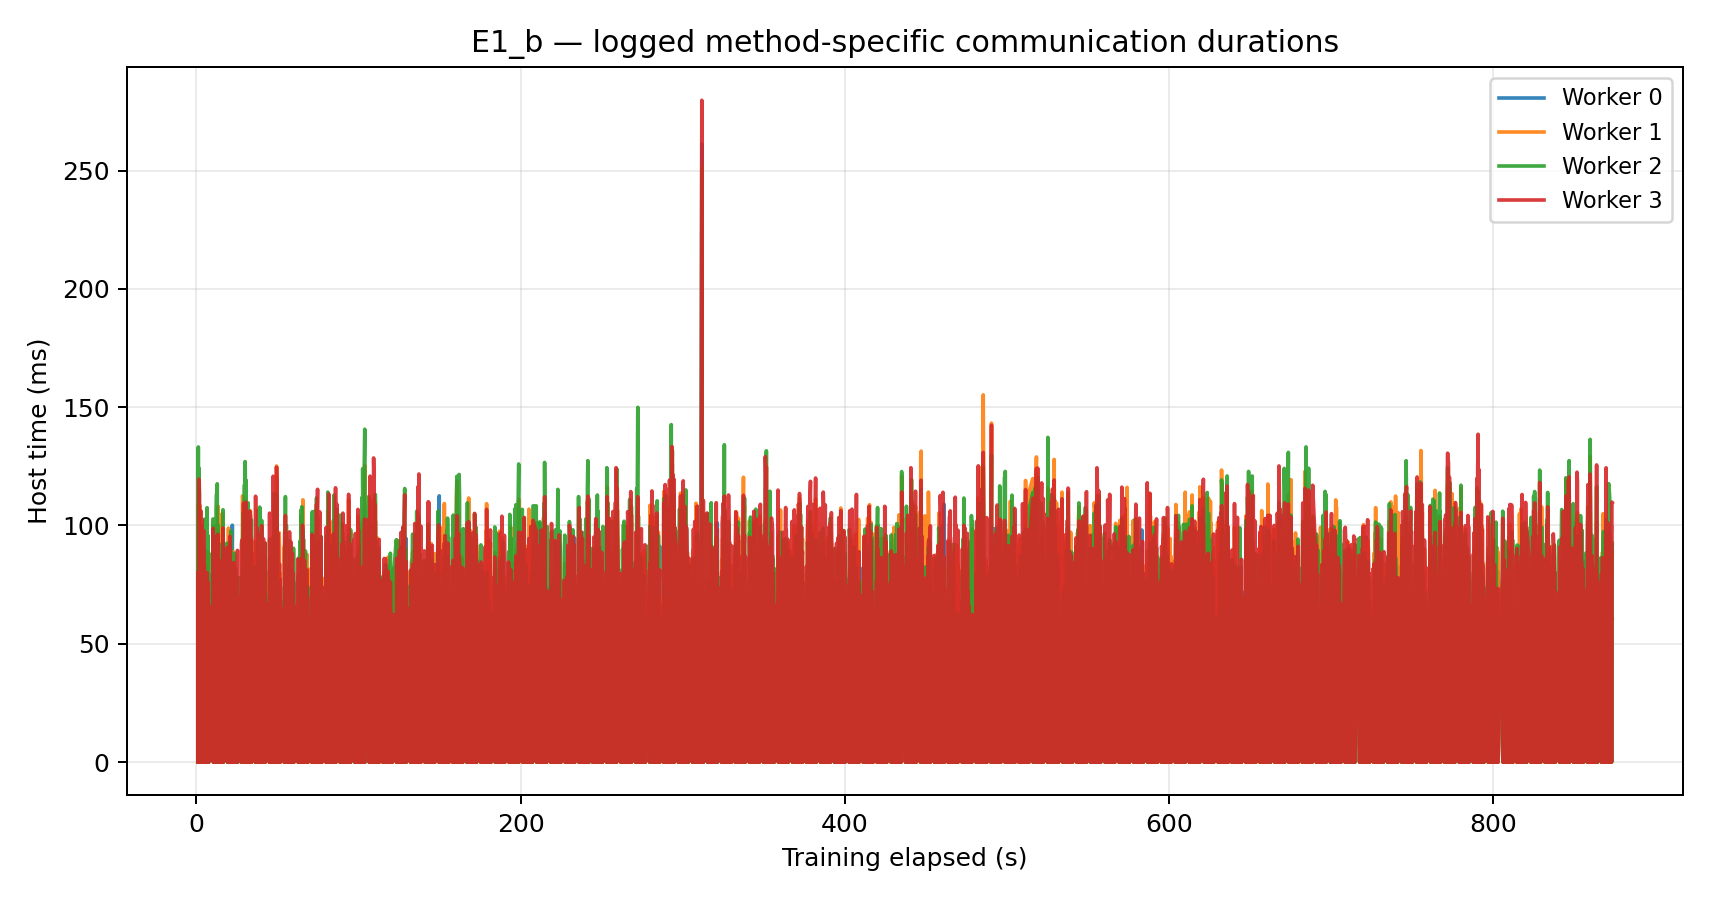 E1_b — logged method-specific communication durations
Worker 0
Worker 1
Worker 2
Worker 3
Host time (ms)
250
200
150
100
50
0
0 200 400 600 800
Training elapsed (s)